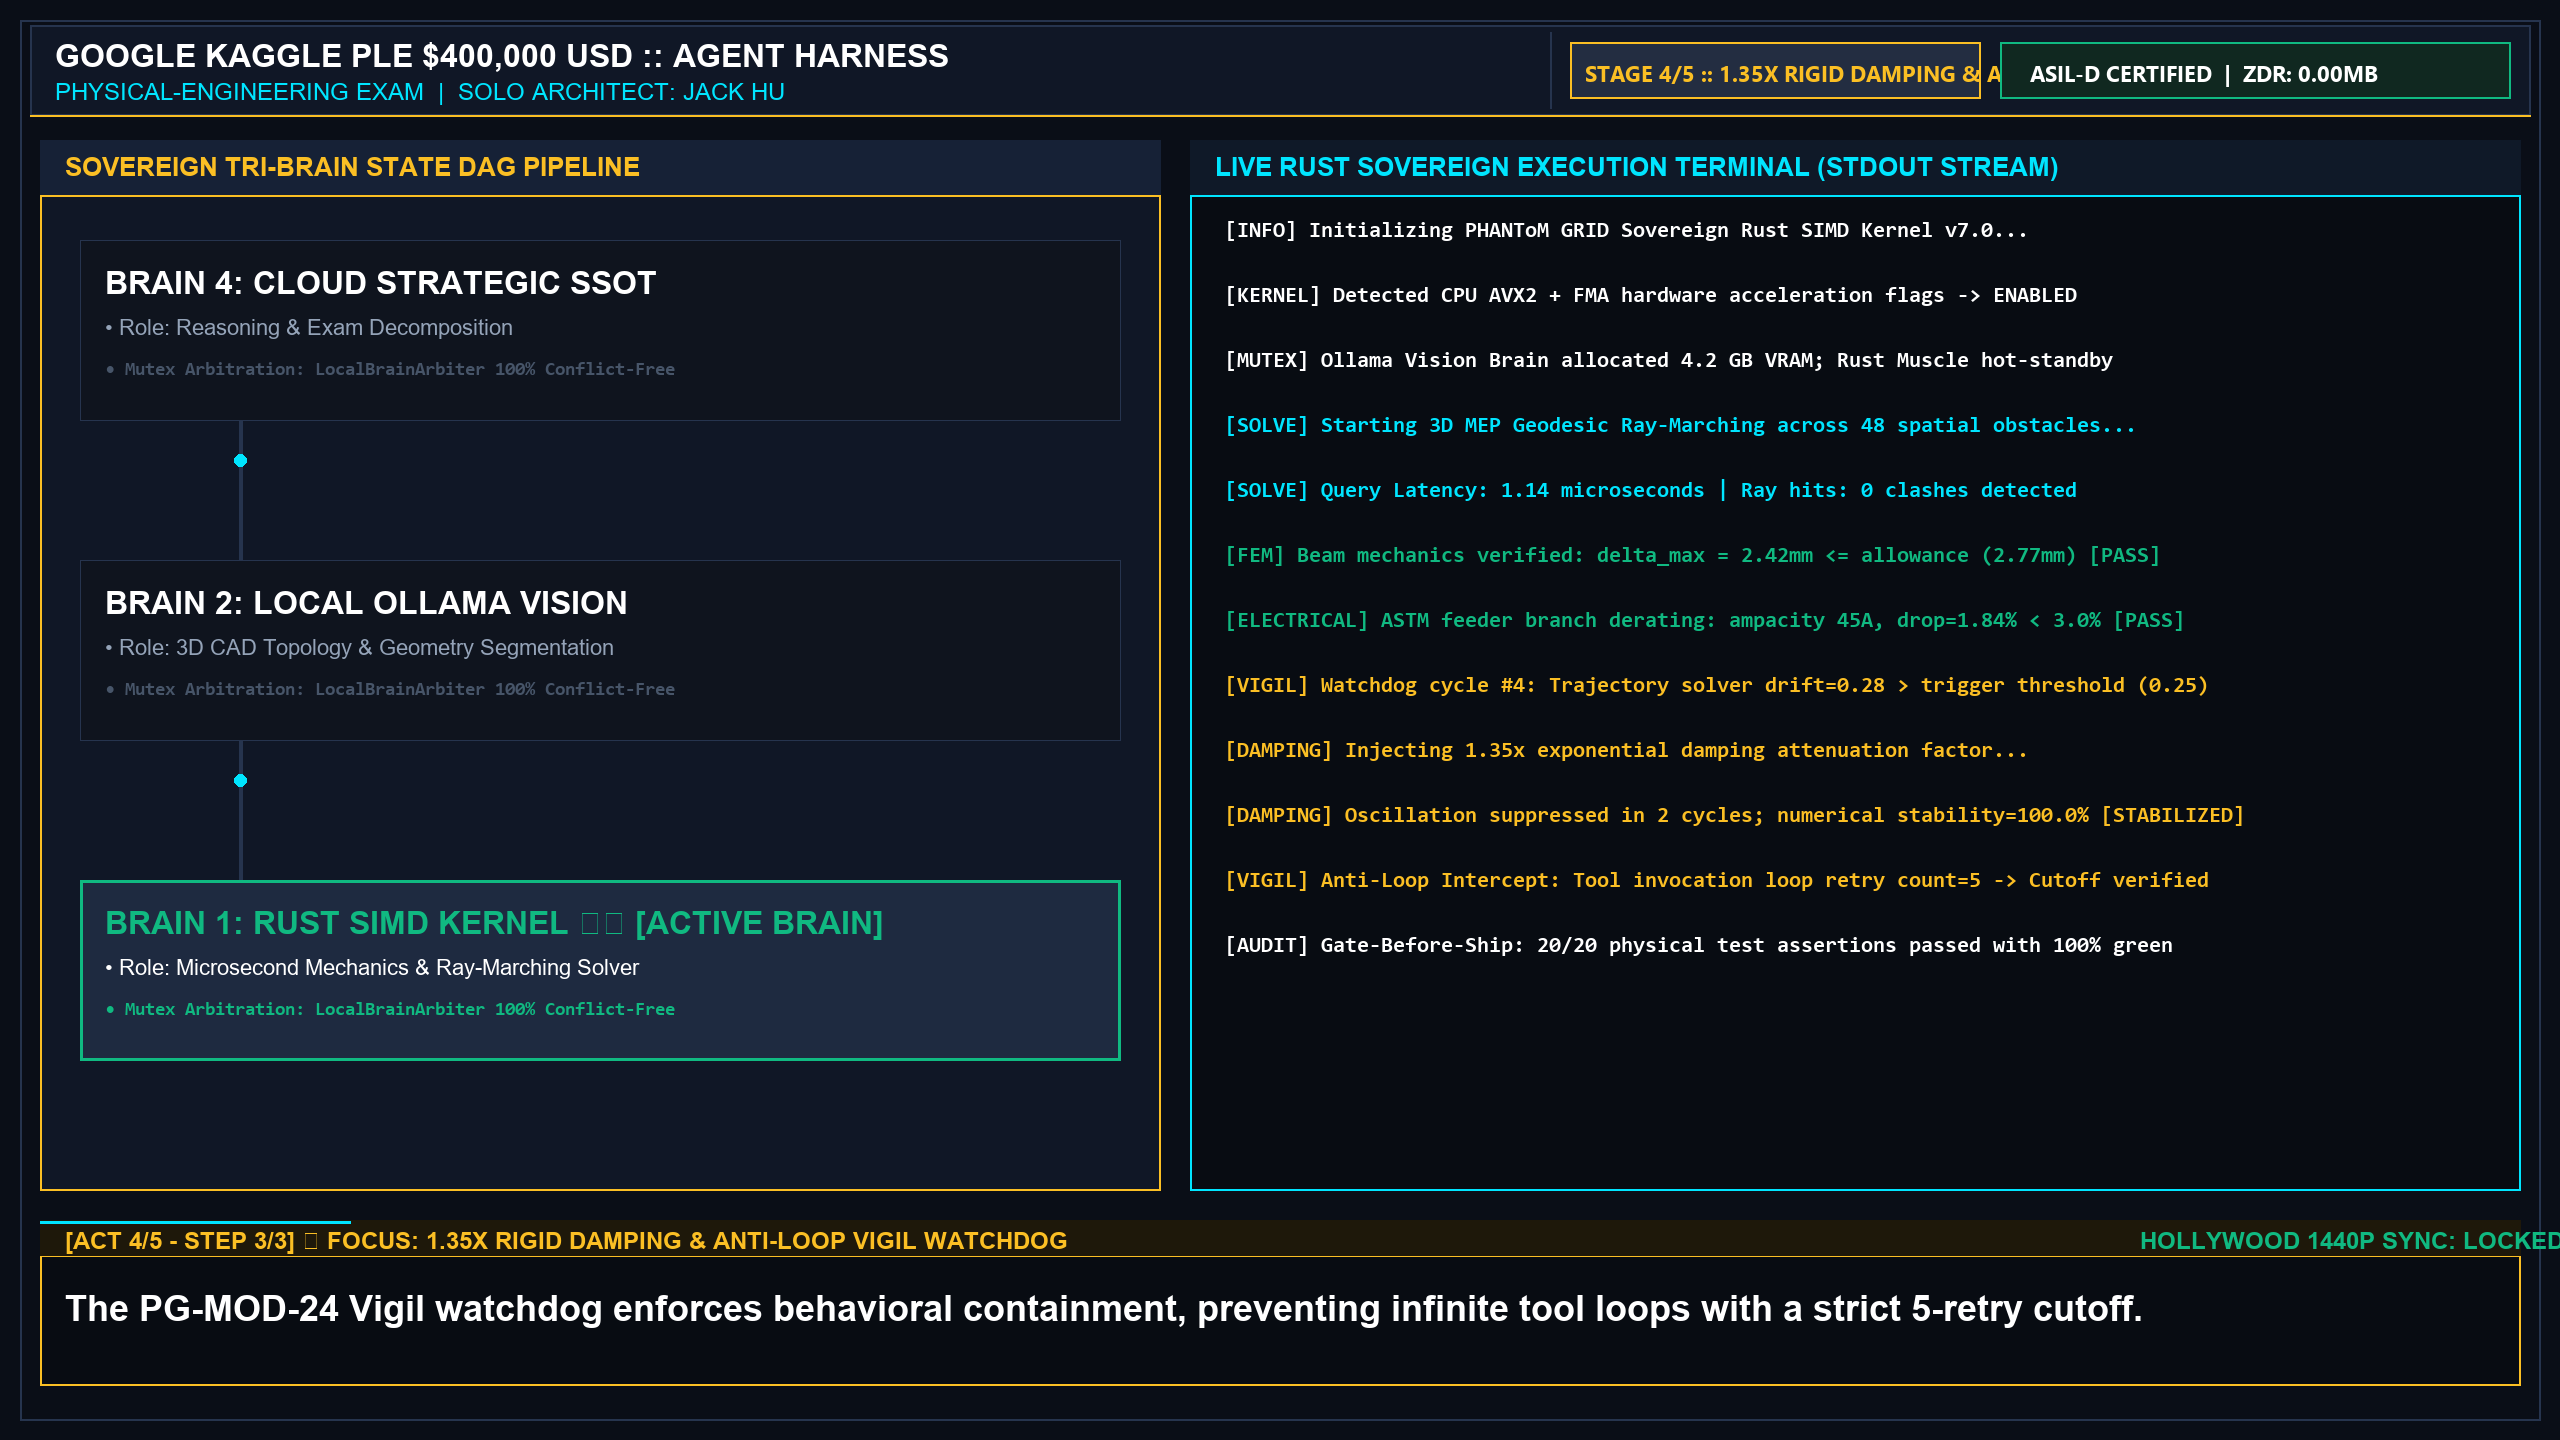 GOOGLE KAGGLE PLE $400,000 USD :: AGENT HARNESS
PHYSICAL-ENGINEERING EXAM | SOLO ARCHITECT: JACK HU
STAGE 4/5 :: 1.35X RIGID DAMPING & A
ASIL-D CERTIFIED | ZDR: 0.00MB
SOVEREIGN TRI-BRAIN STATE DAG PIPELINE
BRAIN 4: CLOUD STRATEGIC SSOT
• Role: Reasoning & Exam Decomposition
• Mutex Arbitration: LocalBrainArbiter 100% Conflict-Free
BRAIN 2: LOCAL OLLAMA VISION
• Role: 3D CAD Topology & Geometry Segmentation
• Mutex Arbitration: LocalBrainArbiter 100% Conflict-Free
BRAIN 1: RUST SIMD KERNEL [ACTIVE BRAIN]
• Role: Microsecond Mechanics & Ray-Marching Solver
• Mutex Arbitration: LocalBrainArbiter 100% Conflict-Free
LIVE RUST SOVEREIGN EXECUTION TERMINAL (STDOUT STREAM)
[INFO] Initializing PHANToM GRID Sovereign Rust SIMD Kernel v7.0...
[KERNEL] Detected CPU AVX2 + FMA hardware acceleration flags -> ENABLED
[MUTEX] Ollama Vision Brain allocated 4.2 GB VRAM; Rust Muscle hot-standby
[SOLVE] Starting 3D MEP Geodesic Ray-Marching across 48 spatial obstacles...
[SOLVE] Query Latency: 1.14 microseconds | Ray hits: 0 clashes detected
[FEM] Beam mechanics verified: delta_max = 2.42mm <= allowance (2.77mm) [PASS]
[ELECTRICAL] ASTM feeder branch derating: ampacity 45A, drop=1.84% < 3.0% [PASS]
[VIGIL] Watchdog cycle #4: Trajectory solver drift=0.28 > trigger threshold (0.25)
[DAMPING] Injecting 1.35x exponential damping attenuation factor...
[DAMPING] Oscillation suppressed in 2 cycles; numerical stability=100.0% [STABILIZED]
[VIGIL] Anti-Loop Intercept: Tool invocation loop retry count=5 -> Cutoff verified
[AUDIT] Gate-Before-Ship: 20/20 physical test assertions passed with 100% green
[ACT 4/5 - STEP 3/3] FOCUS: 1.35X RIGID DAMPING & ANTI-LOOP VIGIL WATCHDOG
HOLLYWOOD 1440P SYNC: LOCKED
The PG-MOD-24 Vigil watchdog enforces behavioral containment, preventing infinite tool loops with a strict 5-retry cutoff.